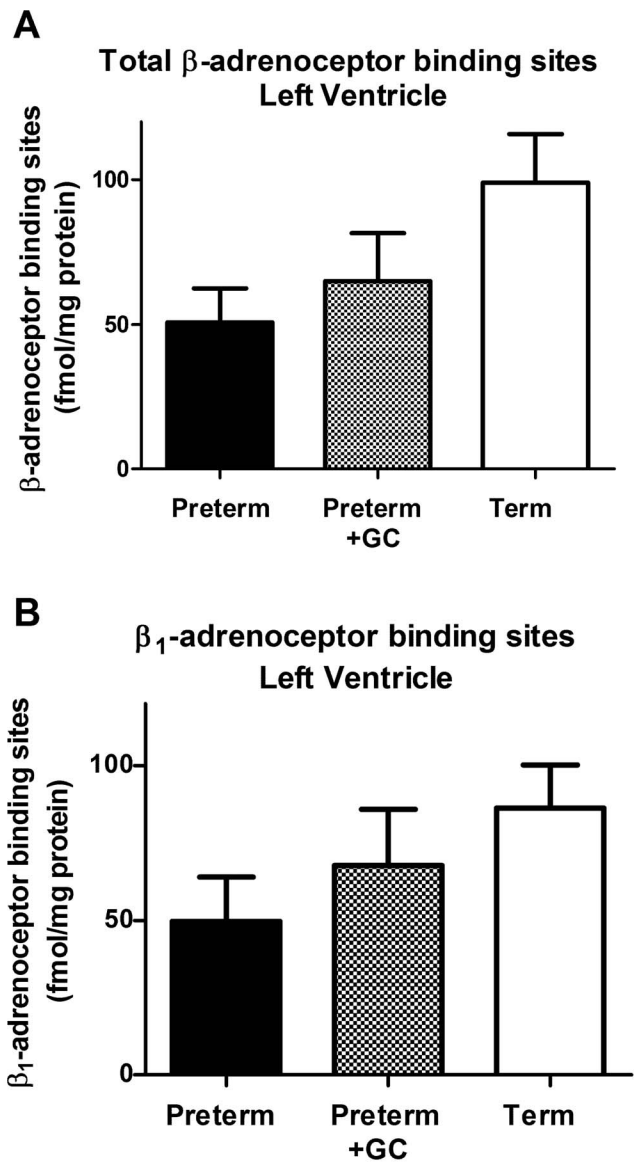 A
Total β-adrenoceptor binding sites
Left Ventricle
β-adrenoceptor binding sites
(fmol/mg protein)
100
50
0
Preterm
Preterm
+GC
Term
B
β₁-adrenoceptor binding sites
Left Ventricle
β₁-adrenoceptor binding sites
(fmol/mg protein)
100
50
0
Preterm
Preterm
+GC
Term